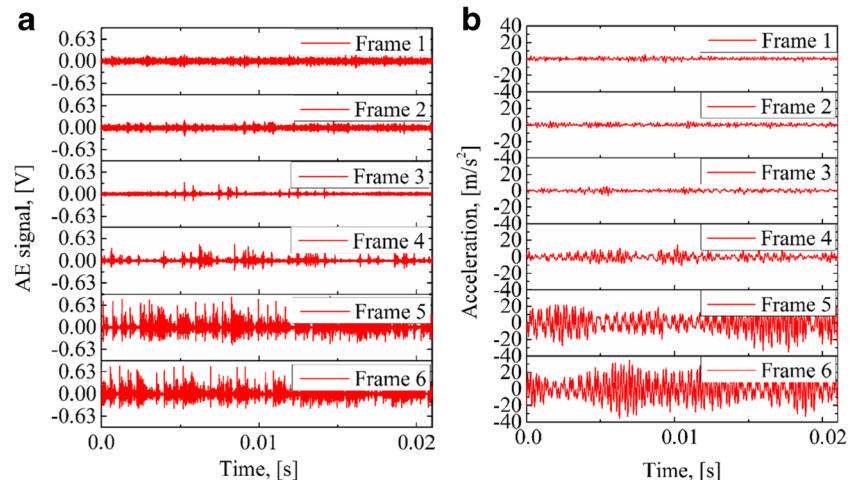 a
AE signal, [V]
0.63
0.00
-0.63
Frame 1
0.63
0.00
-0.63
Frame 2
0.63
0.00
-0.63
Frame 3
0.63
0.00
-0.63
Frame 4
0.63
0.00
-0.63
Frame 5
0.63
0.00
-0.63
Frame 6
0.0 0.01 0.02
Time, [s]
b
Acceleration, [m/s²]
40
20
0
-20
Frame 1
40
20
0
-20
Frame 2
40
20
0
-20
Frame 3
40
20
0
-20
Frame 4
40
20
0
-20
Frame 5
40
20
0
-20
-40
Frame 6
0.0 0.01 0.02
Time, [s]